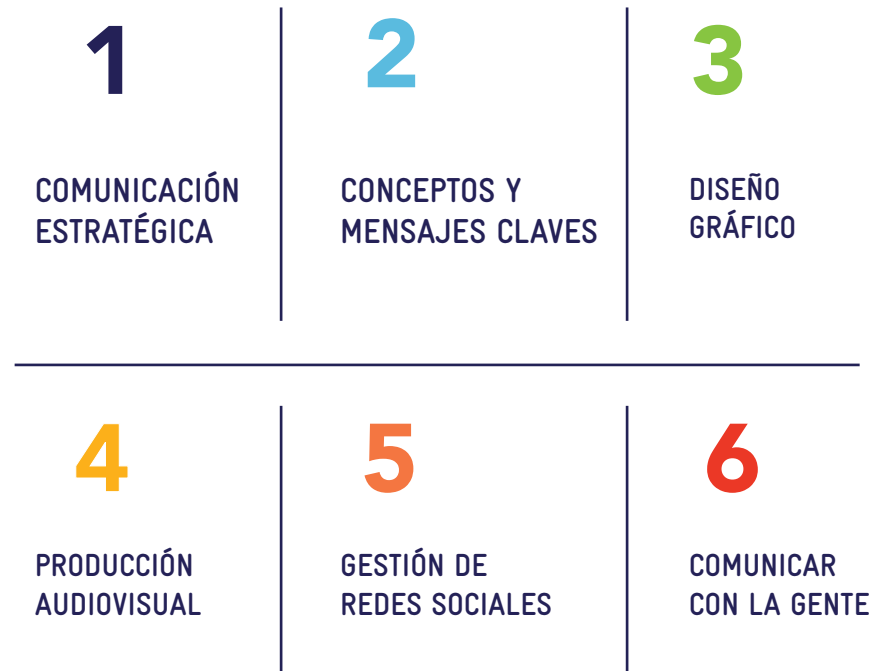 1
COMUNICACIÓN
ESTRATÉGICA
2
CONCEPTOS Y
MENSAJES CLAVES
3
DISEÑO
GRÁFICO
4
PRODUCCIÓN
AUDIOVISUAL
5
GESTIÓN DE
REDES SOCIALES
6
COMUNICAR
CON LA GENTE